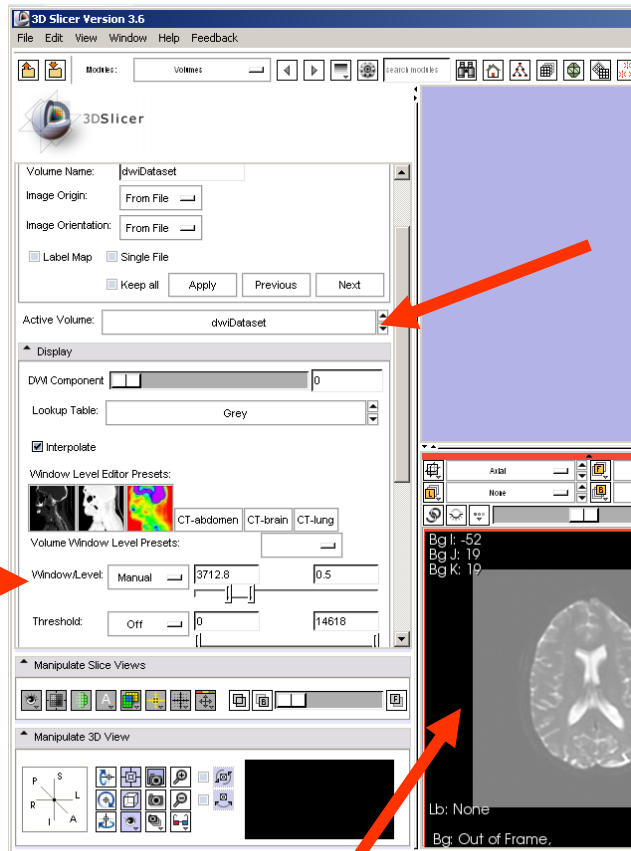 3D Slicer Version 3.6
File Edit View Window Help Feedback
Modules: Volumes search modules
3DSlicer
Volume Name: dwiDataset
Image Origin: From File
Image Orientation: From File
Label Map Single File
Keep all Apply Previous Next
Active Volume: dwiDataset
Display
DWI Component 0
Lookup Table: Grey
Interpolate
Window Level Editor Presets:
CT-abdomen CT-brain CT-lung
Volume Window Level Presets:
Window/Level: Manual 3712.8 0.5
Threshold: Off 0 14618
Manipulate Slice Views
B F
Manipulate 3D View
P S
R L
I A
Axial F
L None B
Bg I: -52
Bg J: 19
Bg K: 19
Lb: None
Bg: Out of Frame,